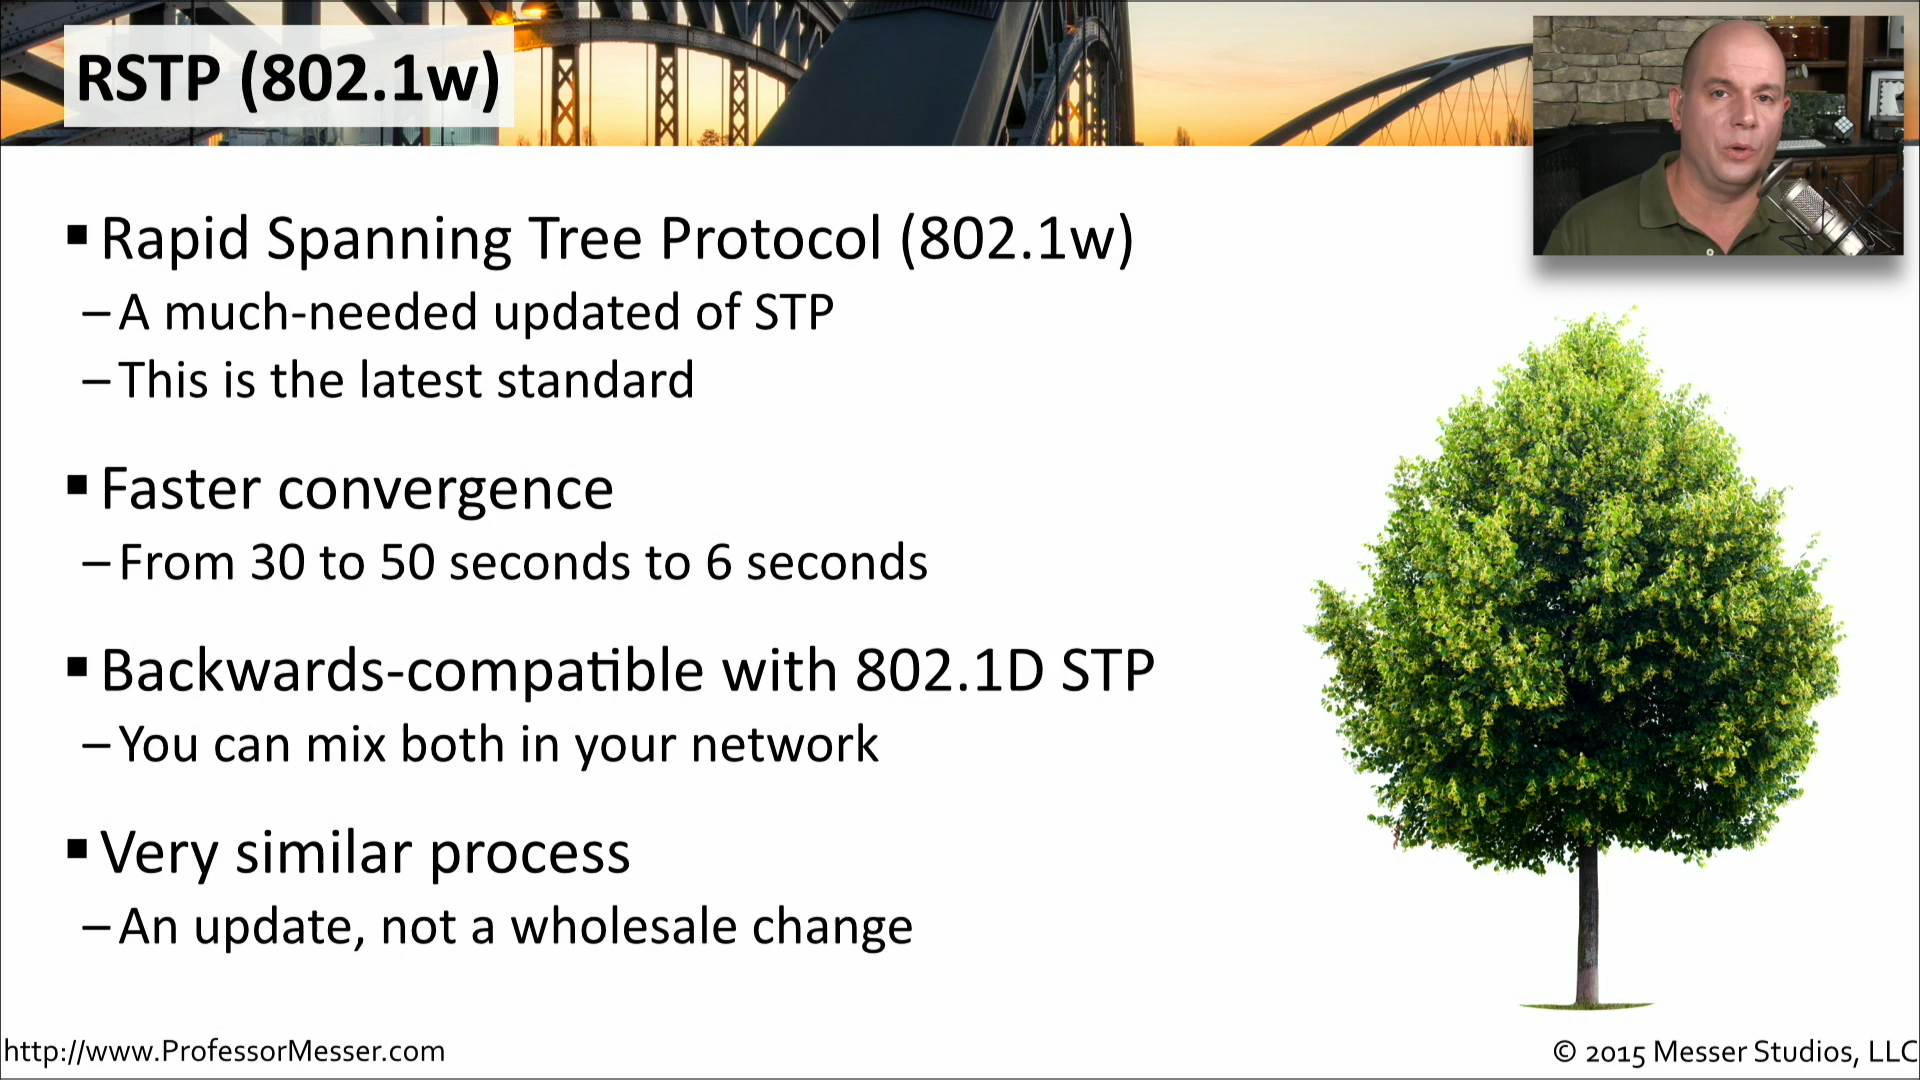 RSTP (802.1w)
▪ Rapid Spanning Tree Protocol (802.1w)
– A much-needed updated of STP
– This is the latest standard
▪ Faster convergence
– From 30 to 50 seconds to 6 seconds
▪ Backwards-compatible with 802.1D STP
– You can mix both in your network
▪ Very similar process
– An update, not a wholesale change
http://www.ProfessorMesser.com
© 2015 Messer Studios, LLC